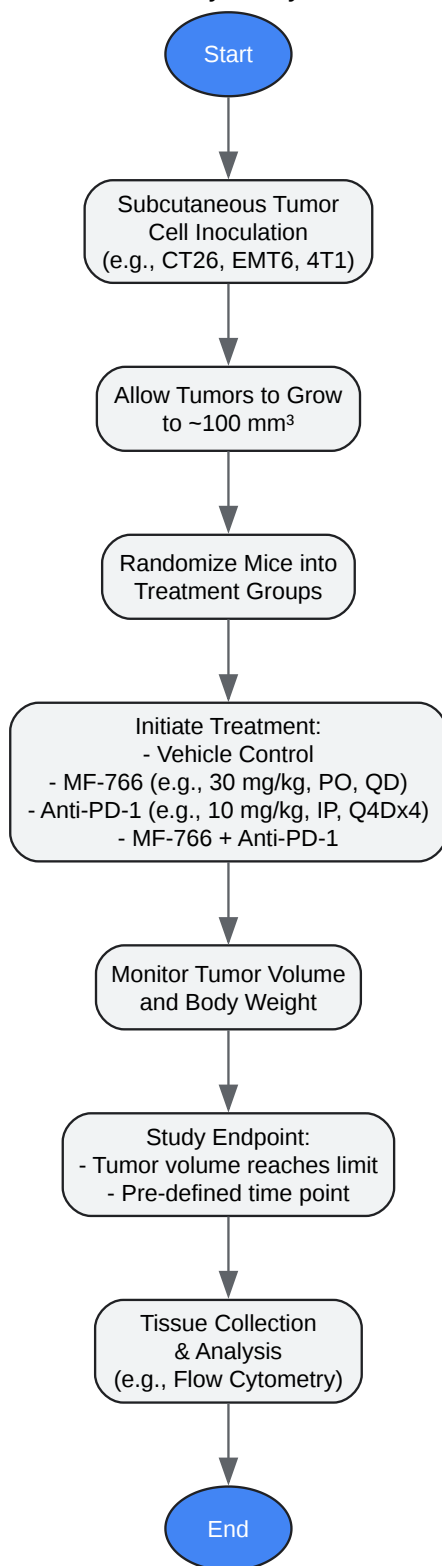 Start
Subcutaneous Tumor
Cell Inoculation
(e.g., CT26, EMT6, 4T1)
Allow Tumors to Grow
to ~100 mm³
Randomize Mice into
Treatment Groups
Initiate Treatment:
- Vehicle Control
- MF-766 (e.g., 30 mg/kg, PO, QD)
- Anti-PD-1 (e.g., 10 mg/kg, IP, Q4Dx4)
- MF-766 + Anti-PD-1
Monitor Tumor Volume
and Body Weight
Study Endpoint:
- Tumor volume reaches limit
- Pre-defined time point
Tissue Collection
& Analysis
(e.g., Flow Cytometry)
End